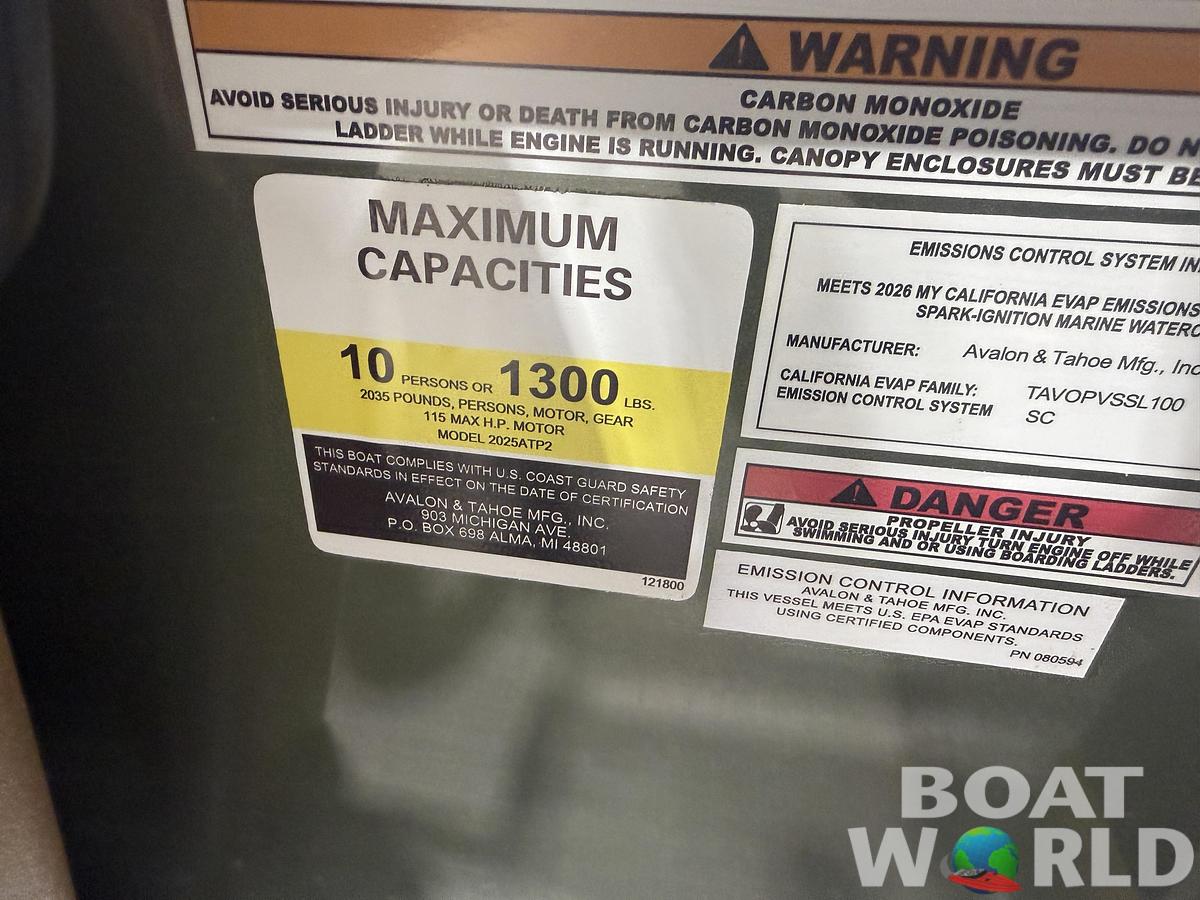 WARNING
CARBON MONOXIDE
AVOID SERIOUS INJURY OR DEATH FROM CARBON MONOXIDE POISONING. DO N
LADDER WHILE ENGINE IS RUNNING. CANOPY ENCLOSURES MUST BE
MAXIMUM
CAPACITIES
10 PERSONS OR 1300 LBS.
2035 POUNDS, PERSONS, MOTOR, GEAR
115 MAX H.P. MOTOR
MODEL 2025ATP2
THIS BOAT COMPLIES WITH U.S. COAST GUARD SAFETY
STANDARDS IN EFFECT ON THE DATE OF CERTIFICATION
AVALON & TAHOE MFG., INC.
903 MICHIGAN AVE.
P.O. BOX 698 ALMA, MI 48801
121800
EMISSIONS CONTROL SYSTEM IN
MEETS 2026 MY CALIFORNIA EVAP EMISSIONS
SPARK-IGNITION MARINE WATERC
MANUFACTURER: Avalon & Tahoe Mfg., Inc
CALIFORNIA EVAP FAMILY: TAVOPVSSL100
EMISSION CONTROL SYSTEM SC
DANGER
PROPELLER INJURY
AVOID SERIOUS INJURY TURN ENGINE OFF WHILE
SWIMMING AND OR USING BOARDING LADDERS.
EMISSION CONTROL INFORMATION
AVALON & TAHOE MFG. INC.
THIS VESSEL MEETS U.S. EPA EVAP STANDARDS
USING CERTIFIED COMPONENTS.
PN 080594
BOAT
WORLD